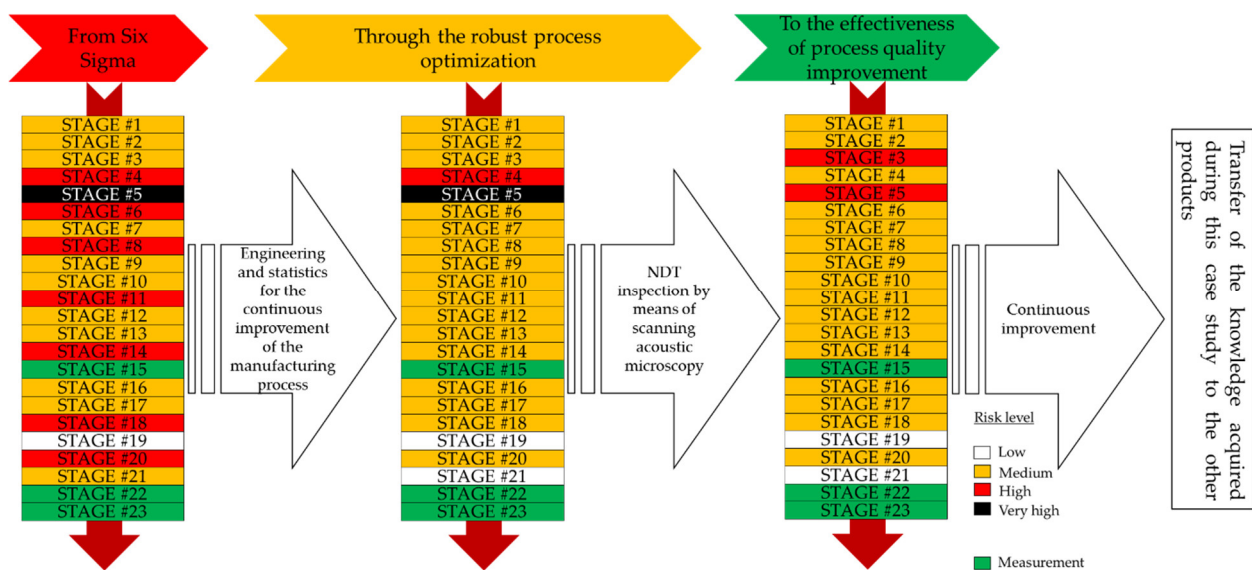 From Six
Sigma
Through the robust process
optimization
To the effectiveness
of process quality
improvement
STAGE #1
STAGE #2
STAGE #3
STAGE #4
STAGE #5
STAGE #6
STAGE #7
STAGE #8
STAGE #9
STAGE #10
STAGE #11
STAGE #12
STAGE #13
STAGE #14
STAGE #15
STAGE #16
STAGE #17
STAGE #18
STAGE #19
STAGE #20
STAGE #21
STAGE #22
STAGE #23
Engineering
and statistics
for the
continuous
improvement
of the
manufacturing
process
STAGE #1
STAGE #2
STAGE #3
STAGE #4
STAGE #5
STAGE #6
STAGE #7
STAGE #8
STAGE #9
STAGE #10
STAGE #11
STAGE #12
STAGE #13
STAGE #14
STAGE #15
STAGE #16
STAGE #17
STAGE #18
STAGE #19
STAGE #20
STAGE #21
STAGE #22
STAGE #23
NDT
inspection by
means of
scanning
acoustic
microscopy
STAGE #1
STAGE #2
STAGE #3
STAGE #4
STAGE #5
STAGE #6
STAGE #7
STAGE #8
STAGE #9
STAGE #10
STAGE #11
STAGE #12
STAGE #13
STAGE #14
STAGE #15
STAGE #16
STAGE #17
STAGE #18
STAGE #19
STAGE #20
STAGE #21
STAGE #22
STAGE #23
Continuous
improvement
Risk level
Low
Medium
High
Very high
Measurement
Transfer of the knowledge acquired
during this case study to the other
products